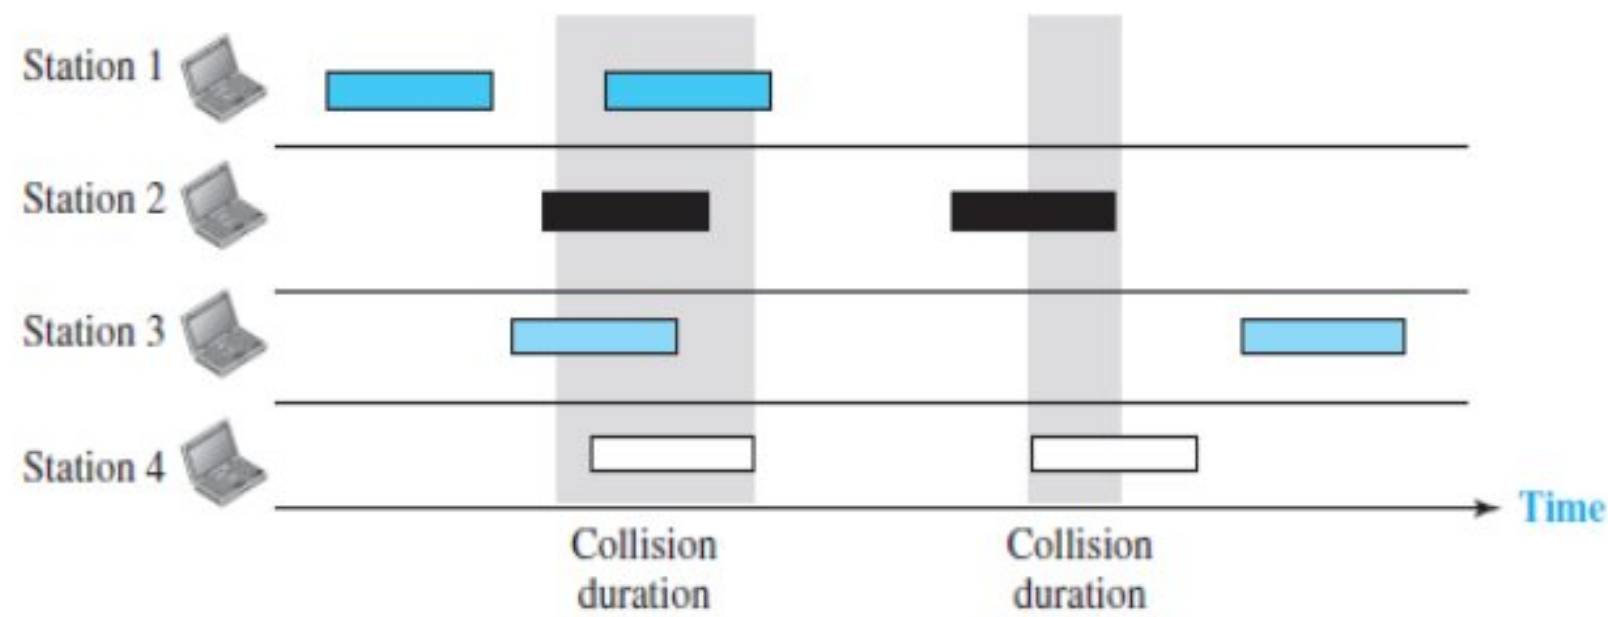 Station 1
Station 2
Station 3
Station 4
Time
Collision
duration
Collision
duration